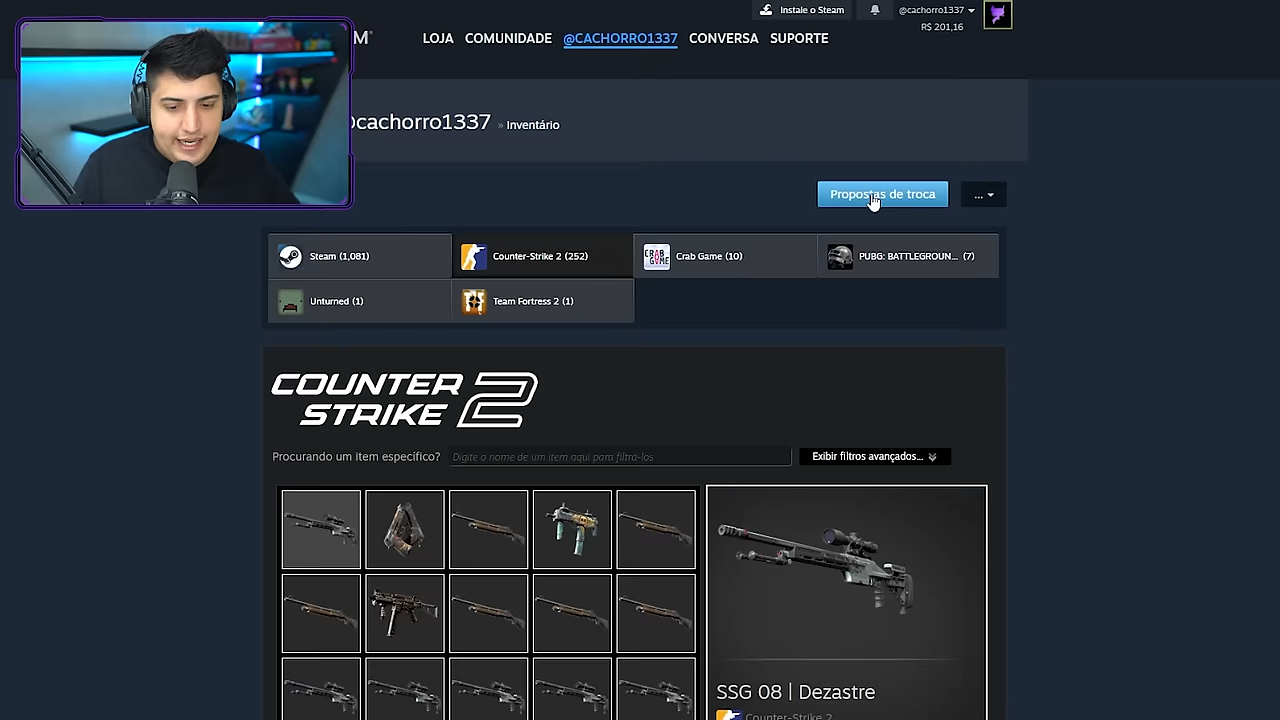 Instale o Steam
@cachorro1337
R$ 201,16
M
LOJA COMUNIDADE @CACHORRO1337 CONVERSA SUPORTE
cachorro1337 » Inventário
Propostas de troca
...
Steam (1,081)
Counter-Strike 2 (252)
CRAB GAME
Crab Game (10)
PUBG: BATTLEGROUN... (7)
Unturned (1)
Team Fortress 2 (1)
COUNTER STRIKE 2
Procurando um item específico?
Digite o nome de um item aqui para filtrá-los
Exibir filtros avançados...
SSG 08 | Dezastre
Counter-Strike 2